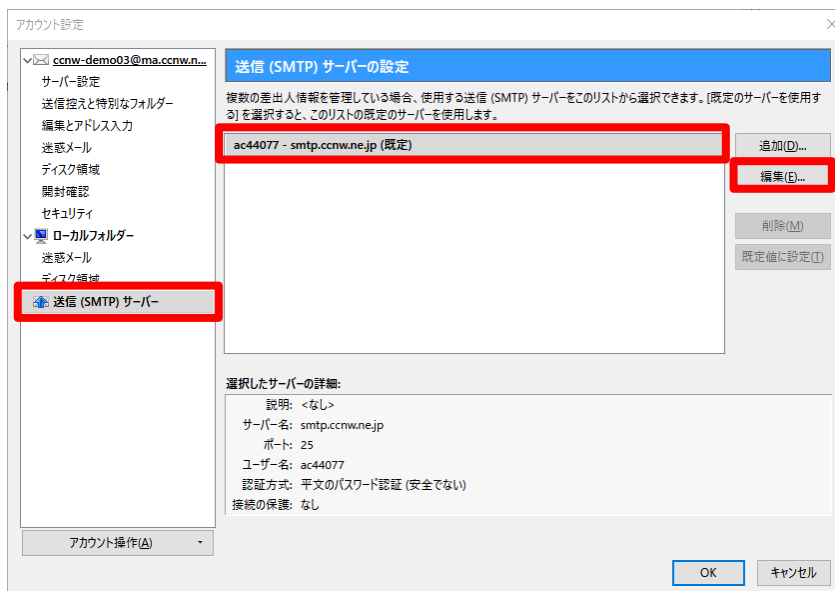 アカウント設定
ccnw-demo03@ma.ccnw.n...
サーバー設定
送信控えと特別なフォルダー
編集とアドレス入力
迷惑メール
ディスク領域
開封確認
セキュリティ
ローカルフォルダー
迷惑メール
ディスク領域
送信 (SMTP) サーバー
アカウント操作(A)
送信 (SMTP) サーバーの設定
複数の差出人情報を管理している場合、使用する送信 (SMTP) サーバーをこのリストから選択できます。[既定のサーバーを使用す
る] を選択すると、このリストの既定のサーバーを使用します。
ac44077 - smtp.ccnw.ne.jp (既定)
追加(D)...
編集(E)...
削除(M)
既定値に設定(T)
選択したサーバーの詳細:
説明: <なし>
サーバー名: smtp.ccnw.ne.jp
ポート: 25
ユーザー名: ac44077
認証方式: 平文のパスワード認証 (安全でない)
接続の保護: なし
OK
キャンセル